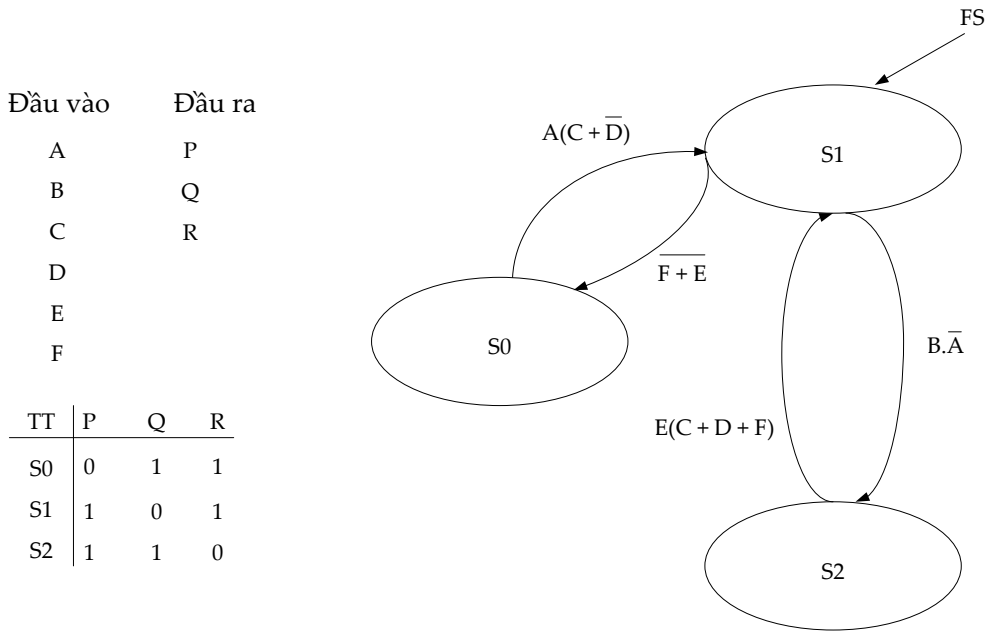 Đầu vào Đầu ra
A P
B Q
C R
D
E
F
TT P Q R
S0 0 1 1
S1 1 0 1
S2 1 1 0
FS
A(C + D̅)
S1
F̅ ̅+̅ ̅E̅
S0
B.A̅
E(C + D + F)
S2